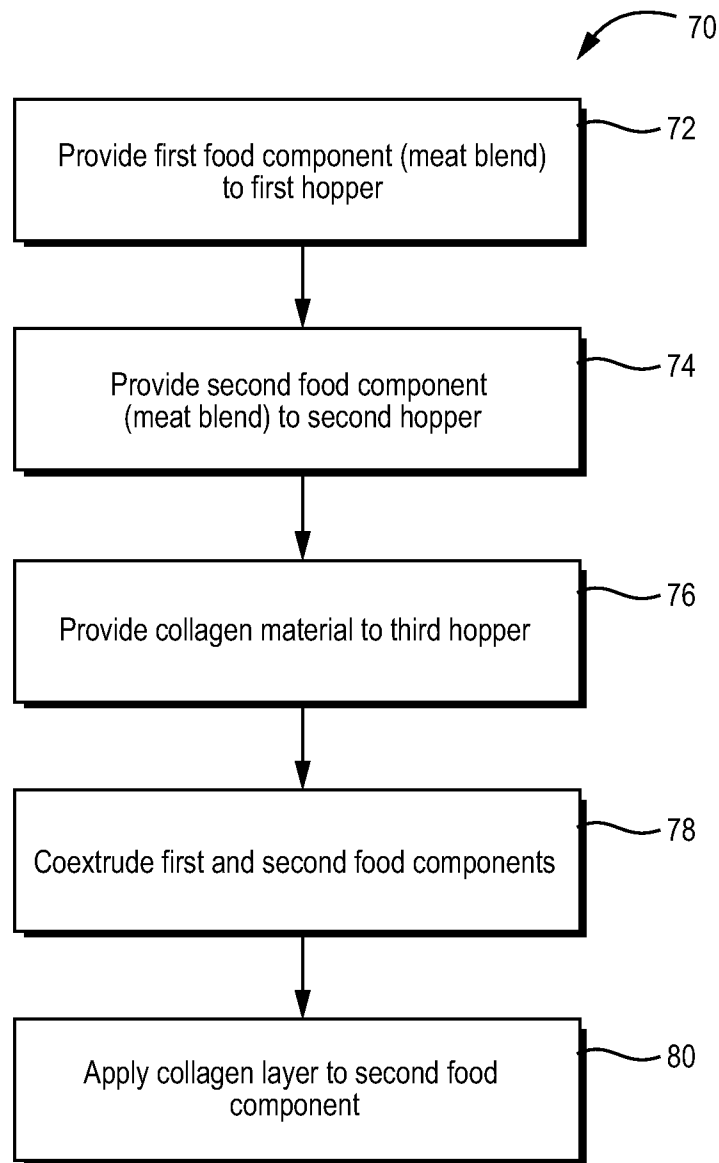 70
Provide first food component (meat blend)
to first hopper
72
Provide second food component
(meat blend) to second hopper
74
Provide collagen material to third hopper
76
Coextrude first and second food components
78
Apply collagen layer to second food
component
80